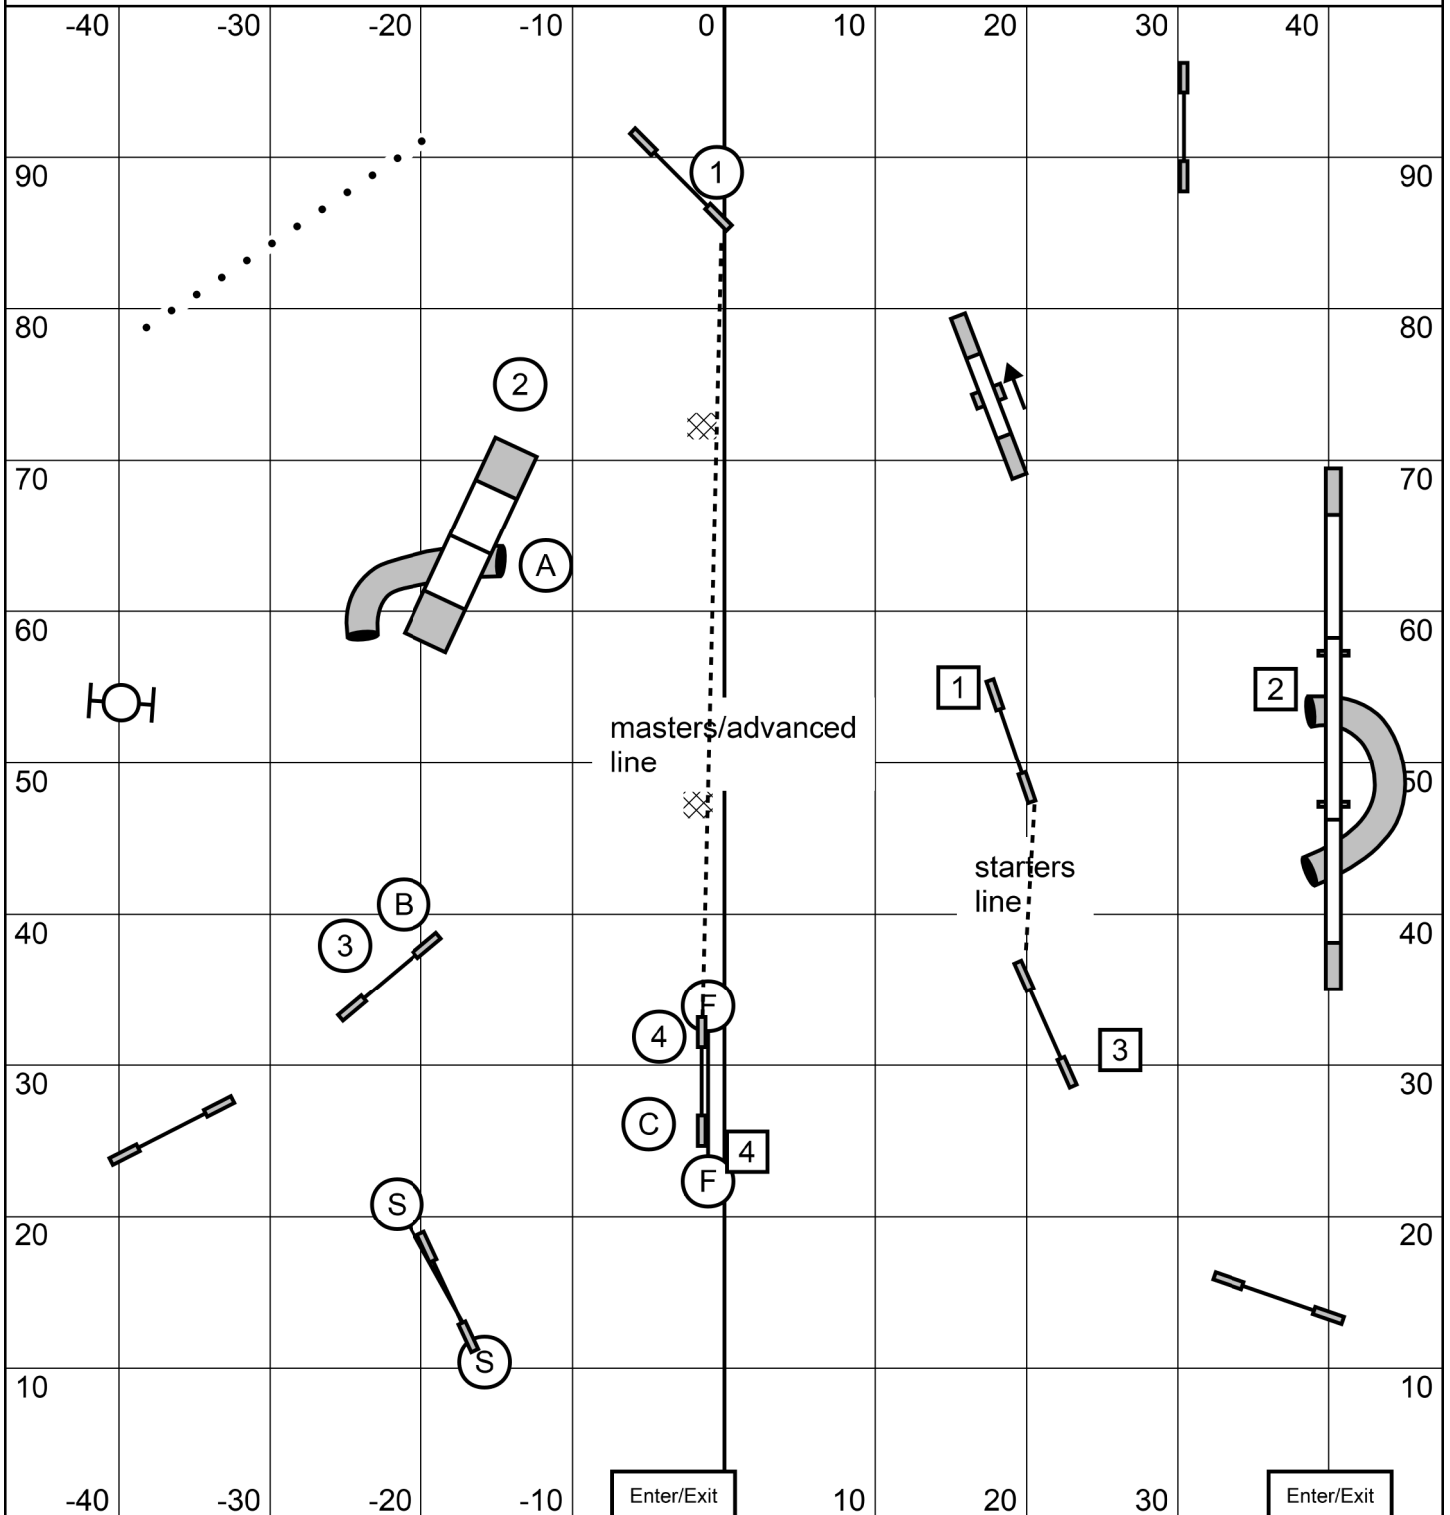 -40 -30 -20 -10 0 10 20 30 40
1
90 90
80 80
2
70 70
A
60 60
1 2
masters/advanced
line
50 50
starters
line
B
40 40
3
F
4
3
30 30
C
4
F
S
20 20
S
10 10
-40 -30 -20 -10 Enter/Exit 10 20 30 Enter/Exit